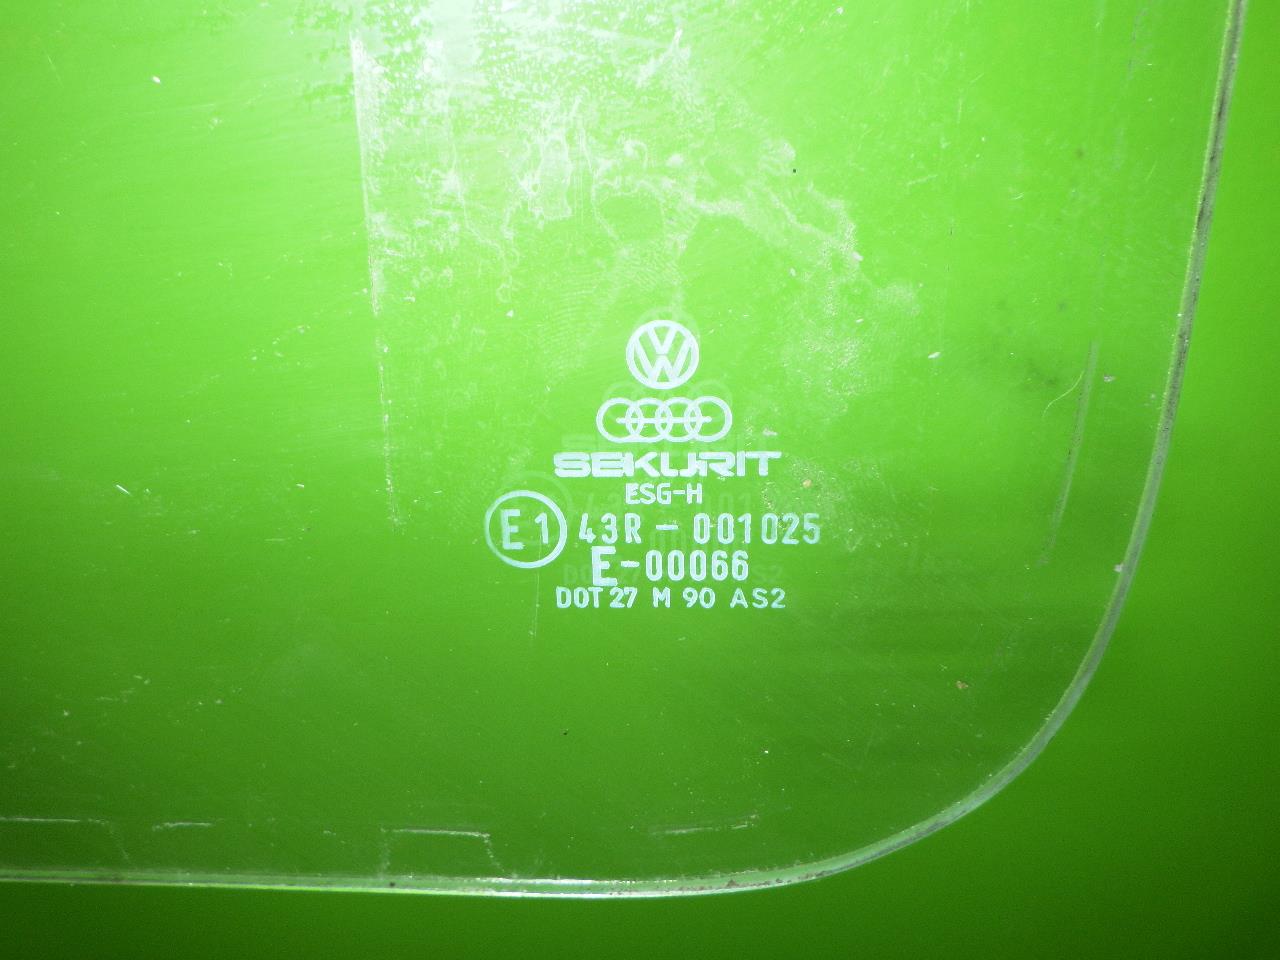 SEKURIT
ESG-H
E1 43R - 001025
E-00066
DOT 27 M 90 AS2